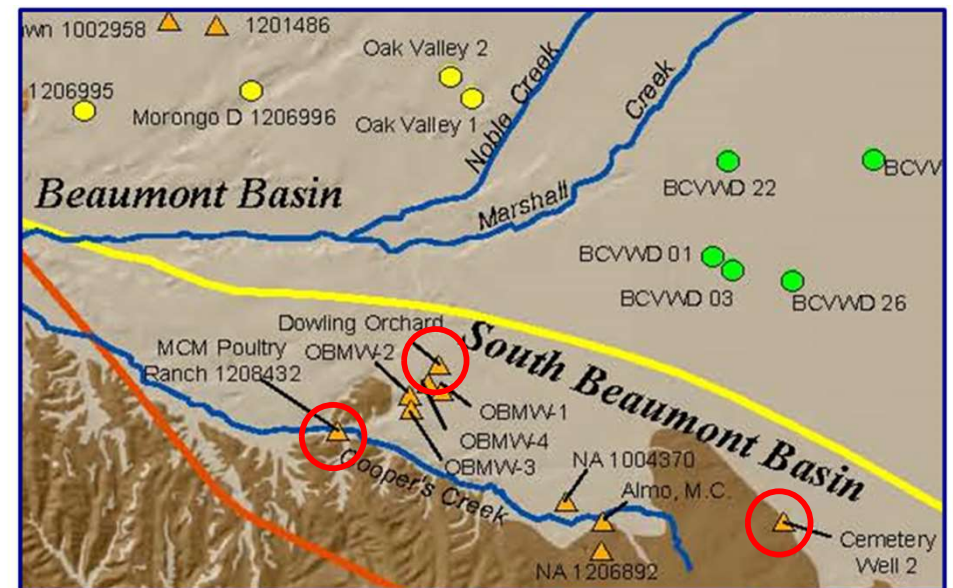 wn 1002958
1201486
Oak Valley 2
1206995
Morongo D 1206996
Oak Valley 1
Noble Creek
Marshall Creek
BCVWD 22
BCVV
Beaumont Basin
BCVWD 01
BCVWD 03
BCVWD 26
Dowling Orchard
MCM Poultry
Ranch 1208432
OBMW-2
South Beaumont Basin
OBMW-1
OBMW-4
OBMW-3
Cooper's Creek
NA 1004370
Almo, M.C.
Cemetery
Well 2
NA 1206892